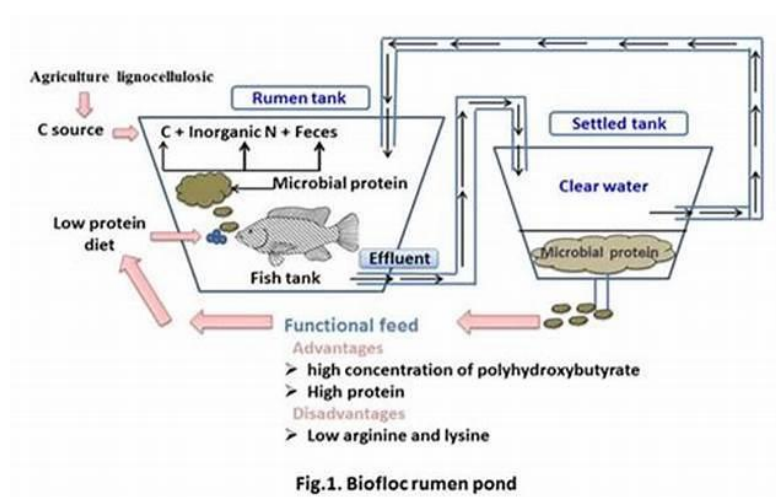 Agriculture lignocellulosic
Rumen tank
C source
C + Inorganic N + Feces
Settled tank
Microbial protein
Clear water
Low protein
diet
Microbial protein
Effluent
Fish tank
Functional feed
Advantages
➢ high concentration of polyhydroxybutyrate
➢ High protein
Disadvantages
➢ Low arginine and lysine
Fig.1. Biofloc rumen pond